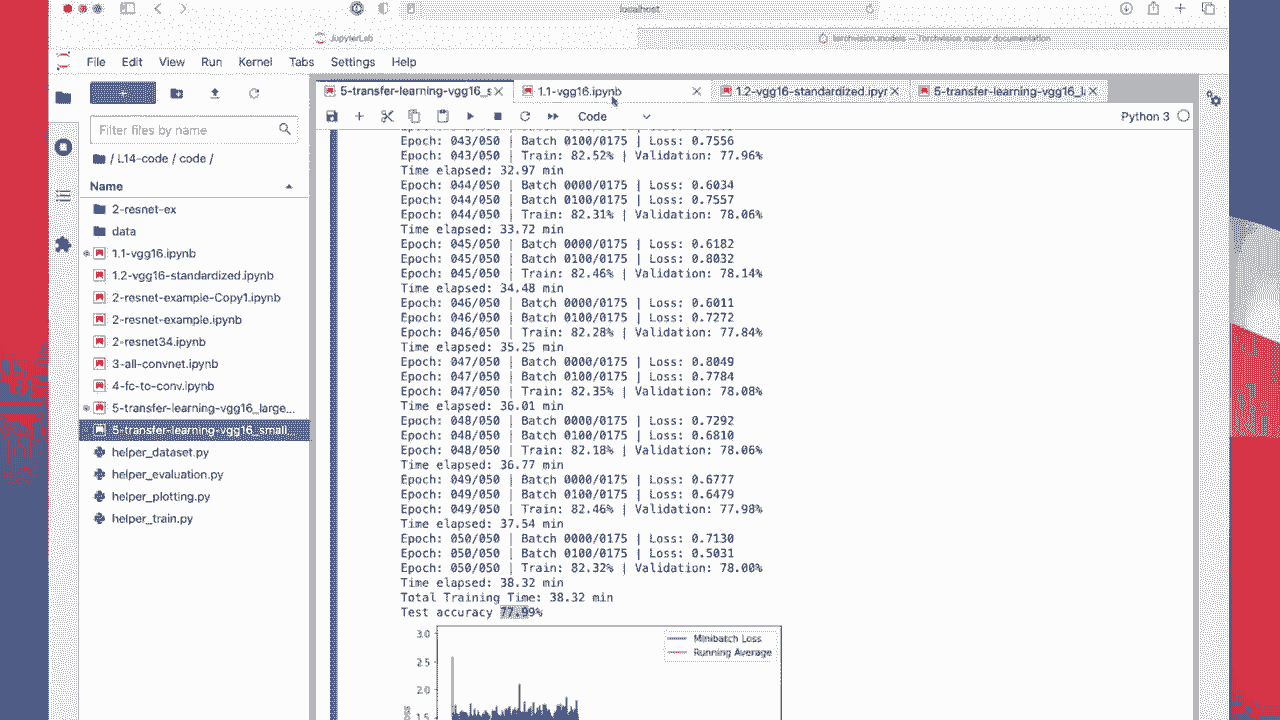 localhost
JupyterLab
torchvision.models — Torchvision master documentation
File Edit View Run Kernel Tabs Settings Help
5-transfer-learning-vgg16_s
1.1-vgg16.ipynb
1.2-vgg16-standardized.ipyr
5-transfer-learning-vgg16_l
Code
Python 3
Filter files by name
/ L14-code / code /
Name
2-resnet-ex
data
1.1-vgg16.ipynb
1.2-vgg16-standardized.ipynb
2-resnet-example-Copy1.ipynb
2-resnet-example.ipynb
2-resnet34.ipynb
3-all-convnet.ipynb
4-fc-to-conv.ipynb
5-transfer-learning-vgg16_large...
5-transfer-learning-vgg16_small...
helper_dataset.py
helper_evaluation.py
helper_plotting.py
helper_train.py
Epoch: 043/050 | Batch 0100/0175 | Loss: 0.7556
Epoch: 043/050 | Train: 82.52% | Validation: 77.96%
Time elapsed: 32.97 min
Epoch: 044/050 | Batch 0000/0175 | Loss: 0.6034
Epoch: 044/050 | Batch 0100/0175 | Loss: 0.7557
Epoch: 044/050 | Train: 82.31% | Validation: 78.06%
Time elapsed: 33.72 min
Epoch: 045/050 | Batch 0000/0175 | Loss: 0.6182
Epoch: 045/050 | Batch 0100/0175 | Loss: 0.8032
Epoch: 045/050 | Train: 82.46% | Validation: 78.14%
Time elapsed: 34.48 min
Epoch: 046/050 | Batch 0000/0175 | Loss: 0.6011
Epoch: 046/050 | Batch 0100/0175 | Loss: 0.7272
Epoch: 046/050 | Train: 82.28% | Validation: 77.84%
Time elapsed: 35.25 min
Epoch: 047/050 | Batch 0000/0175 | Loss: 0.8049
Epoch: 047/050 | Batch 0100/0175 | Loss: 0.7784
Epoch: 047/050 | Train: 82.35% | Validation: 78.08%
Time elapsed: 36.01 min
Epoch: 048/050 | Batch 0000/0175 | Loss: 0.7292
Epoch: 048/050 | Batch 0100/0175 | Loss: 0.6810
Epoch: 048/050 | Train: 82.18% | Validation: 78.06%
Time elapsed: 36.77 min
Epoch: 049/050 | Batch 0000/0175 | Loss: 0.6777
Epoch: 049/050 | Batch 0100/0175 | Loss: 0.6479
Epoch: 049/050 | Train: 82.46% | Validation: 77.98%
Time elapsed: 37.54 min
Epoch: 050/050 | Batch 0000/0175 | Loss: 0.7130
Epoch: 050/050 | Batch 0100/0175 | Loss: 0.5031
Epoch: 050/050 | Train: 82.32% | Validation: 78.00%
Time elapsed: 38.32 min
Total Training Time: 38.32 min
Test accuracy 77.99%
3.0
2.5
2.0
1.5
Minibatch Loss
Running Average